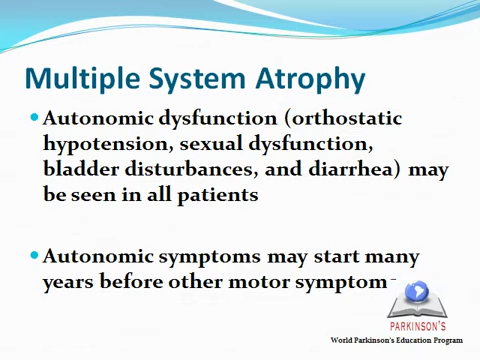 Multiple System Atrophy
Autonomic dysfunction (orthostatic
hypotension, sexual dysfunction,
bladder disturbances, and diarrhea) may
be seen in all patients
Autonomic symptoms may start many
years before other motor symptom
PARKINSON'S
World Parkinson's Education Program